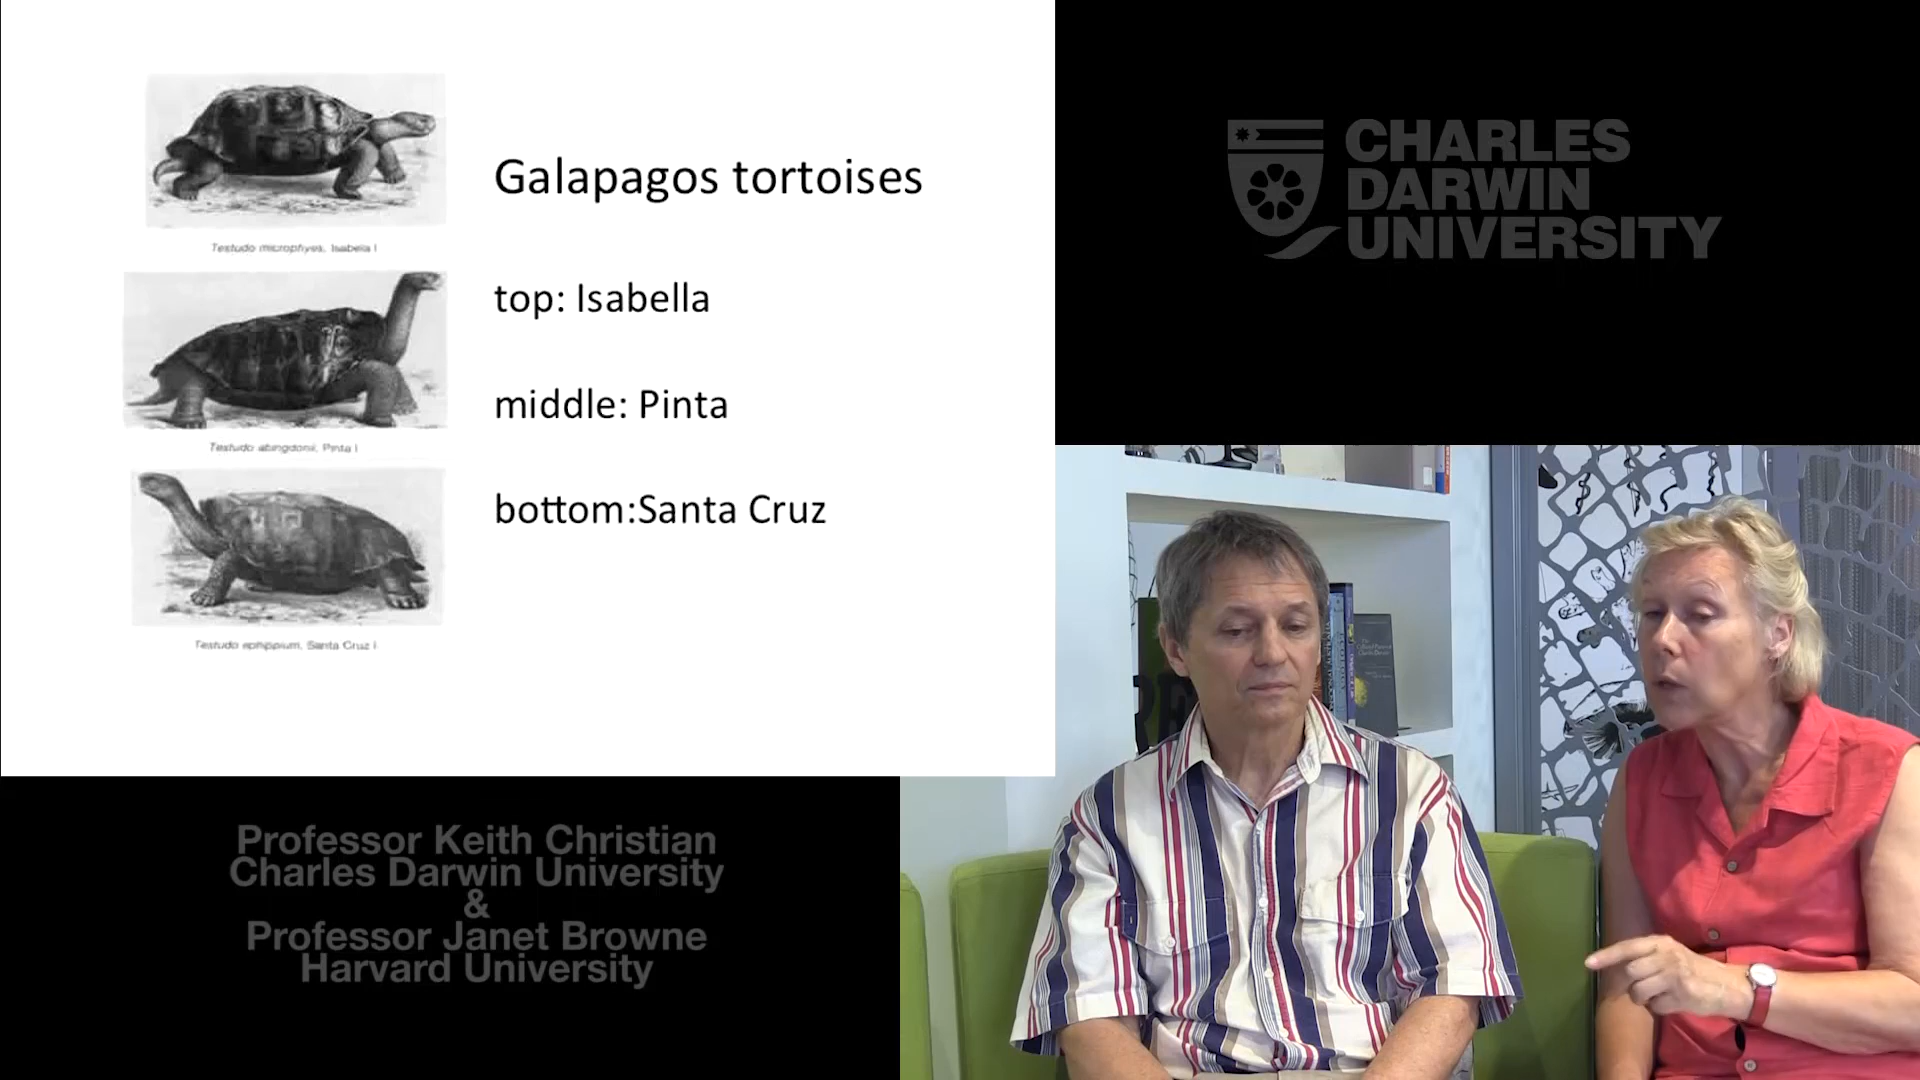 Galapagos tortoises
top: Isabella
middle: Pinta
bottom:Santa Cruz
Testudo microphyes, Isabela I
Testudo abingdonii, Pinta I
Testudo ephippium, Santa Cruz I
CHARLES
DARWIN
UNIVERSITY
Professor Keith Christian
Charles Darwin University
&
Professor Janet Browne
Harvard University